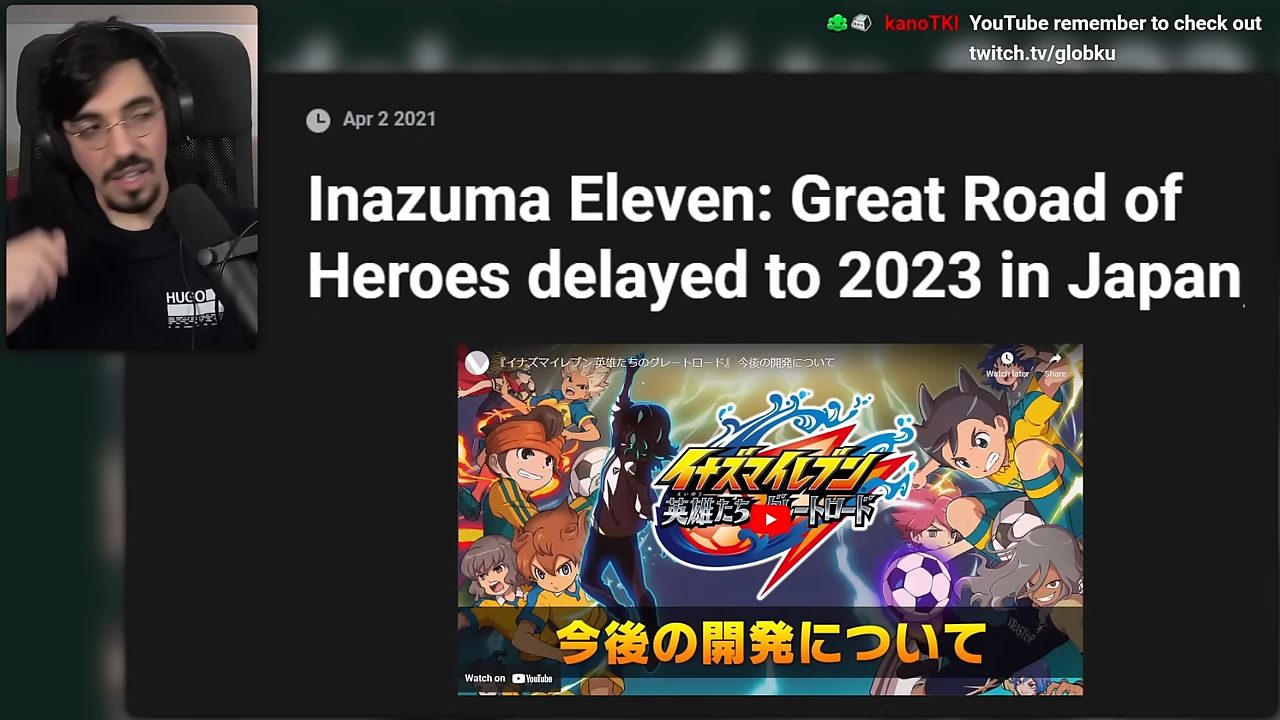 kanoTKI YouTube remember to check out
twitch.tv/globku
Apr 2 2021
Inazuma Eleven: Great Road of
Heroes delayed to 2023 in Japan
『イナズマイレブン 英雄たちのグレートロード』 今後の開発について
Watch later
Share
イナズマイレブン
英雄たちのグレートロード
今後の開発について
Watch on YouTube
HUGO